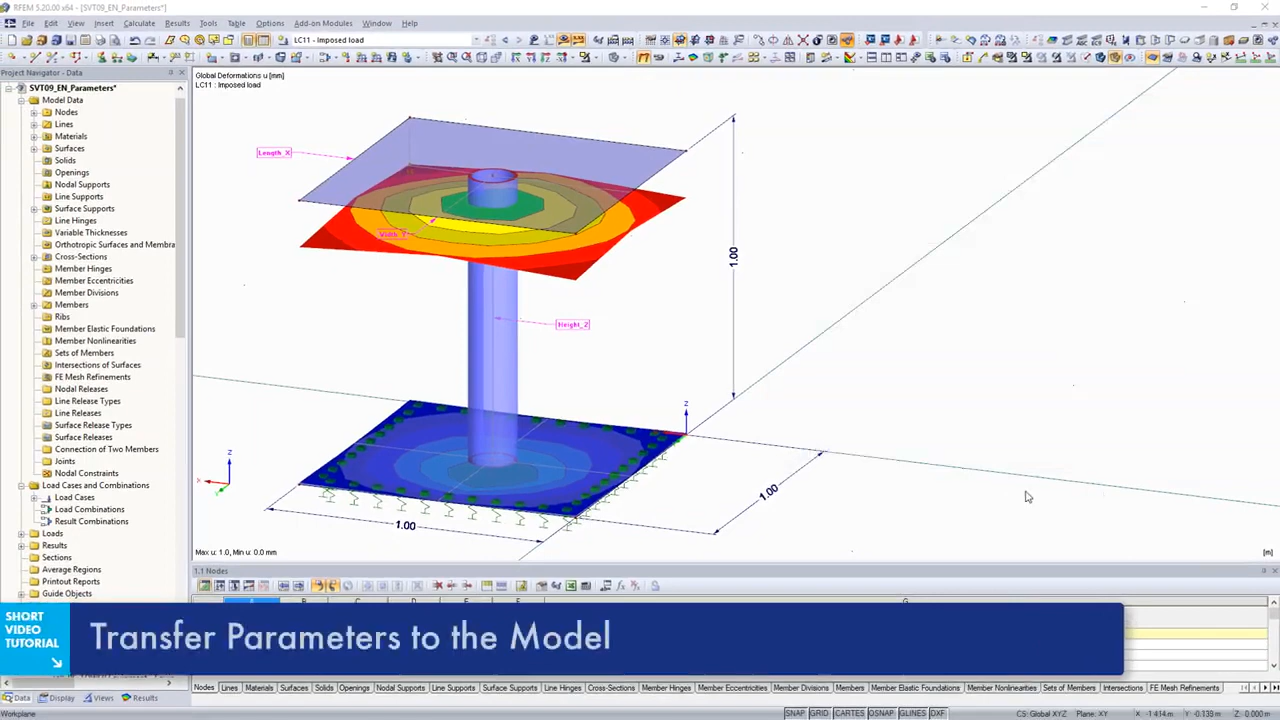 RFEM 5.20.00 x64 - [SVT09_EN_Parameters*]
File Edit View Insert Calculate Results Tools Table Options Add-on Modules Window Help
LC11 - Imposed load
Project Navigator - Data
SVT09_EN_Parameters*
Model Data
Nodes
Lines
Materials
Surfaces
Solids
Openings
Nodal Supports
Line Supports
Surface Supports
Line Hinges
Variable Thicknesses
Orthotropic Surfaces and Membra
Cross-Sections
Member Hinges
Member Eccentricities
Member Divisions
Members
Ribs
Member Elastic Foundations
Member Nonlinearities
Sets of Members
Intersections of Surfaces
FE Mesh Refinements
Nodal Releases
Line Release Types
Line Releases
Surface Release Types
Surface Releases
Connection of Two Members
Joints
Nodal Constraints
Load Cases and Combinations
Load Cases
Load Combinations
Result Combinations
Loads
Results
Sections
Average Regions
Printout Reports
Guide Objects
Data Display Views Results
Global Deformations u [mm]
LC11 : Imposed load
Length_X
Width_Y
Height_Z
1.00
1.00
1.00
Z
X
Y
Z
Max u: 1.0, Min u: 0.0 mm
[m]
1.1 Nodes
SHORT
VIDEO
TUTORIAL
Transfer Parameters to the Model
Nodes Lines Materials Surfaces Solids Openings Nodal Supports Line Supports Surface Supports Line Hinges Cross-Sections Member Hinges Member Eccentricities Member Divisions Members Member Elastic Foundations Member Nonlinearities Sets of Members Intersections FE Mesh Refinements
Workplane
SNAP GRID CARTES OSNAP GLINES DXF CS: Global XYZ Plane: XY X: -1.414 m Y: -0.139 m Z: 0.000 m